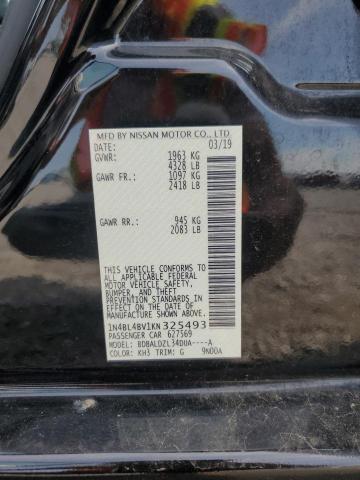 MFD BY NISSAN MOTOR CO., LTD
DATE: 03/19
GVWR: 1963 KG
4328 LB
GAWR FR.: 1097 KG
2418 LB
GAWR RR.: 945 KG
2083 LB
THIS VEHICLE CONFORMS TO ALL
APPLICABLE FEDERAL
MOTOR VEHICLE SAFETY,
BUMPER, AND THEFT
PREVENTION STANDARDS
IN EFFECT ON THE DATE OF
MANUFACTURE SHOWN ABOVE.
1N4BL4BV1KN325493
PASSENGER CAR 627569
MODEL: BDBALDZL34DUA----A
COLOR: KH3 TRIM: G 9N00A